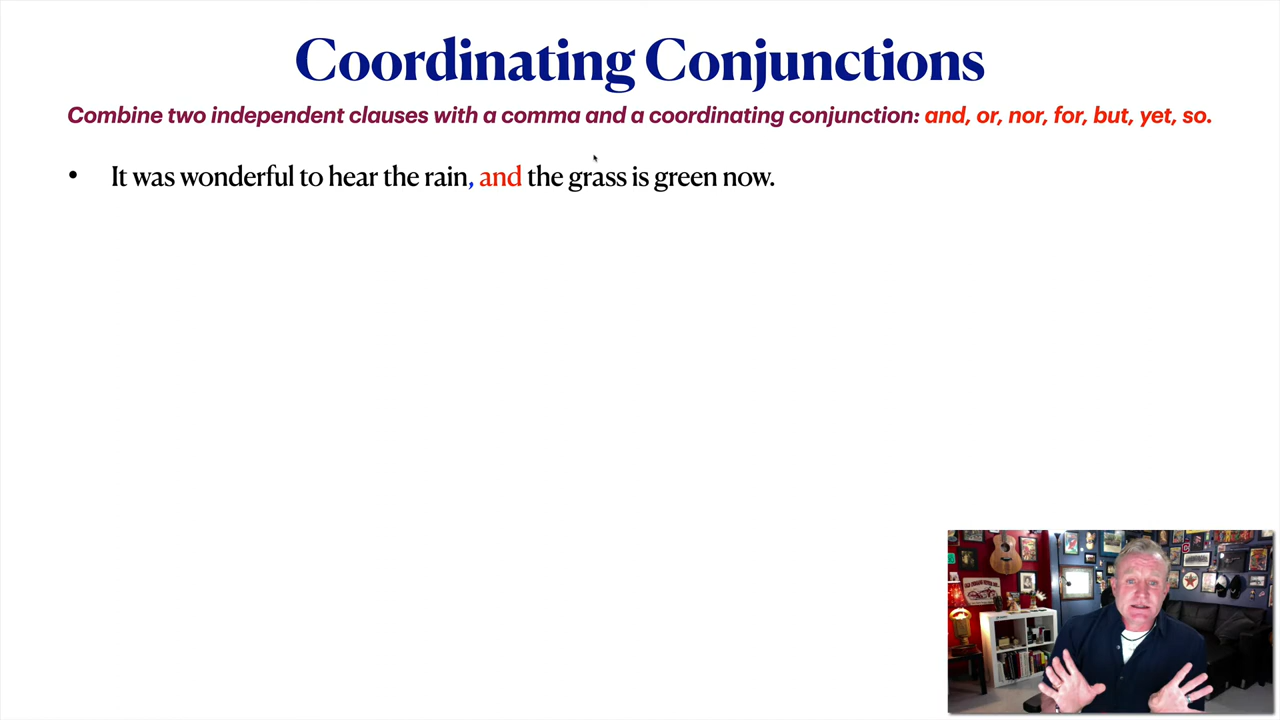 Coordinating Conjunctions
Combine two independent clauses with a comma and a coordinating conjunction: and, or, nor, for, but, yet, so.
• It was wonderful to hear the rain, and the grass is green now.